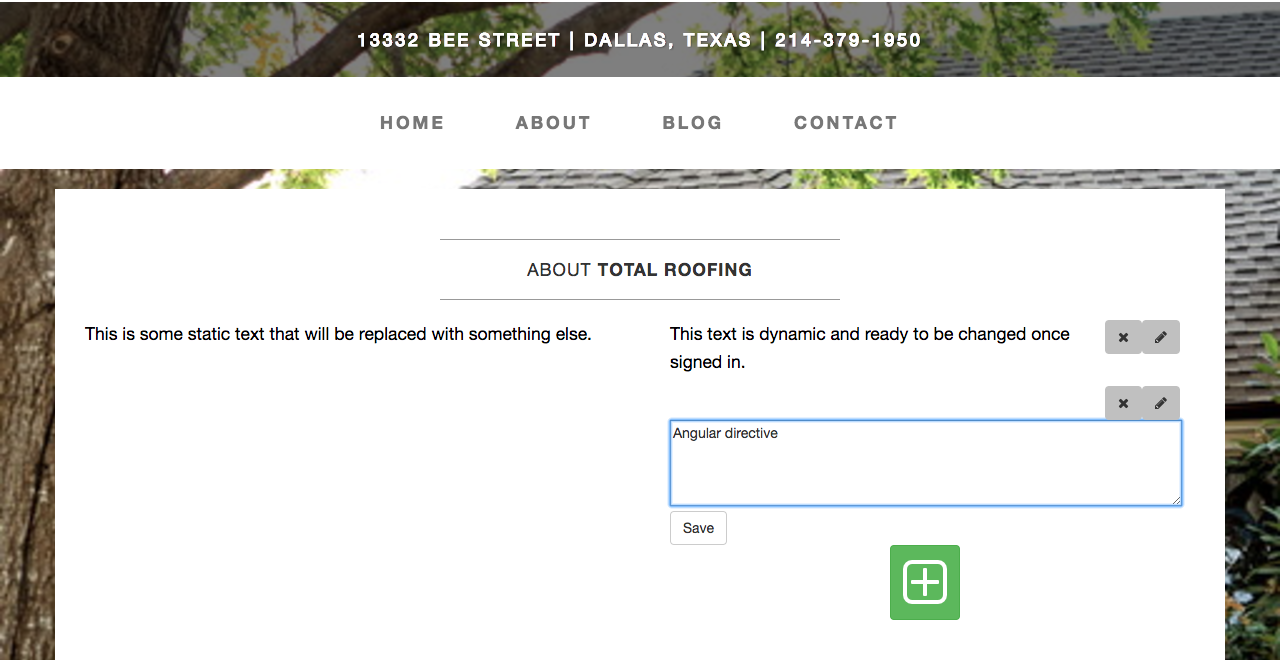 13332 BEE STREET | DALLAS, TEXAS | 214-379-1950
HOME ABOUT BLOG CONTACT
ABOUT TOTAL ROOFING
This is some static text that will be replaced with something else.
This text is dynamic and ready to be changed once
signed in.
Angular directive
Save